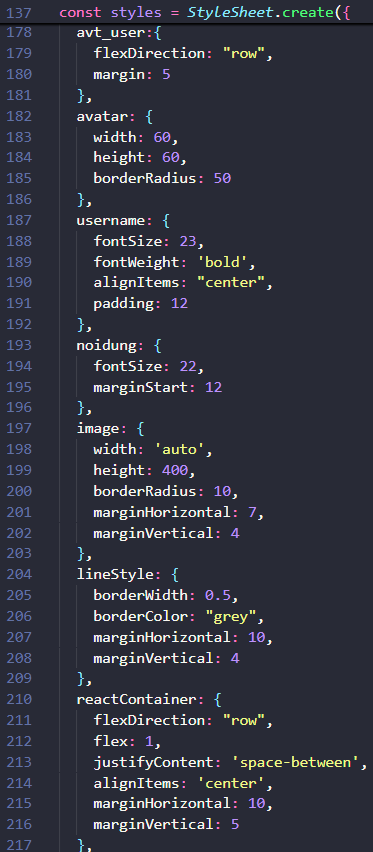 137 const styles = StyleSheet.create({
178 avt_user:{
179 flexDirection: "row",
180 margin: 5
181 },
182 avatar: {
183 width: 60,
184 height: 60,
185 borderRadius: 50
186 },
187 username: {
188 fontSize: 23,
189 fontWeight: 'bold',
190 alignItems: "center",
191 padding: 12
192 },
193 noidung: {
194 fontSize: 22,
195 marginStart: 12
196 },
197 image: {
198 width: 'auto',
199 height: 400,
200 borderRadius: 10,
201 marginHorizontal: 7,
202 marginVertical: 4
203 },
204 lineStyle: {
205 borderWidth: 0.5,
206 borderColor: "grey",
207 marginHorizontal: 10,
208 marginVertical: 4
209 },
210 reactContainer: {
211 flexDirection: "row",
212 flex: 1,
213 justifyContent: 'space-between',
214 alignItems: 'center',
215 marginHorizontal: 10,
216 marginVertical: 5
217 },